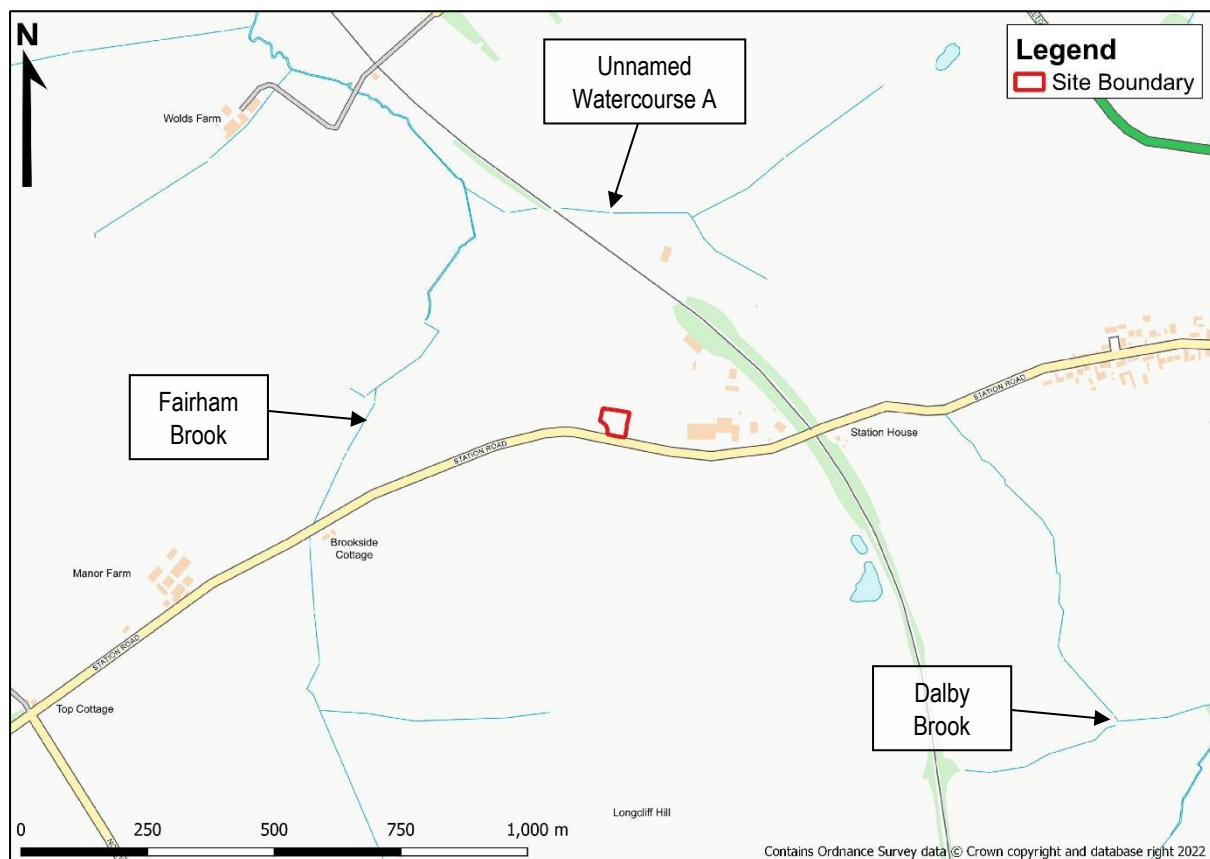 N
Unnamed
Watercourse A
Legend
Site Boundary
Wolds Farm
Fairham
Brook
STATION ROAD
STATION ROAD
Station House
Brookside
Cottage
Manor Farm
STATION ROAD
Top Cottage
Dalby
Brook
Longcliff Hill
0 250 500 750 1,000 m
Contains Ordnance Survey data © Crown copyright and database right 2022